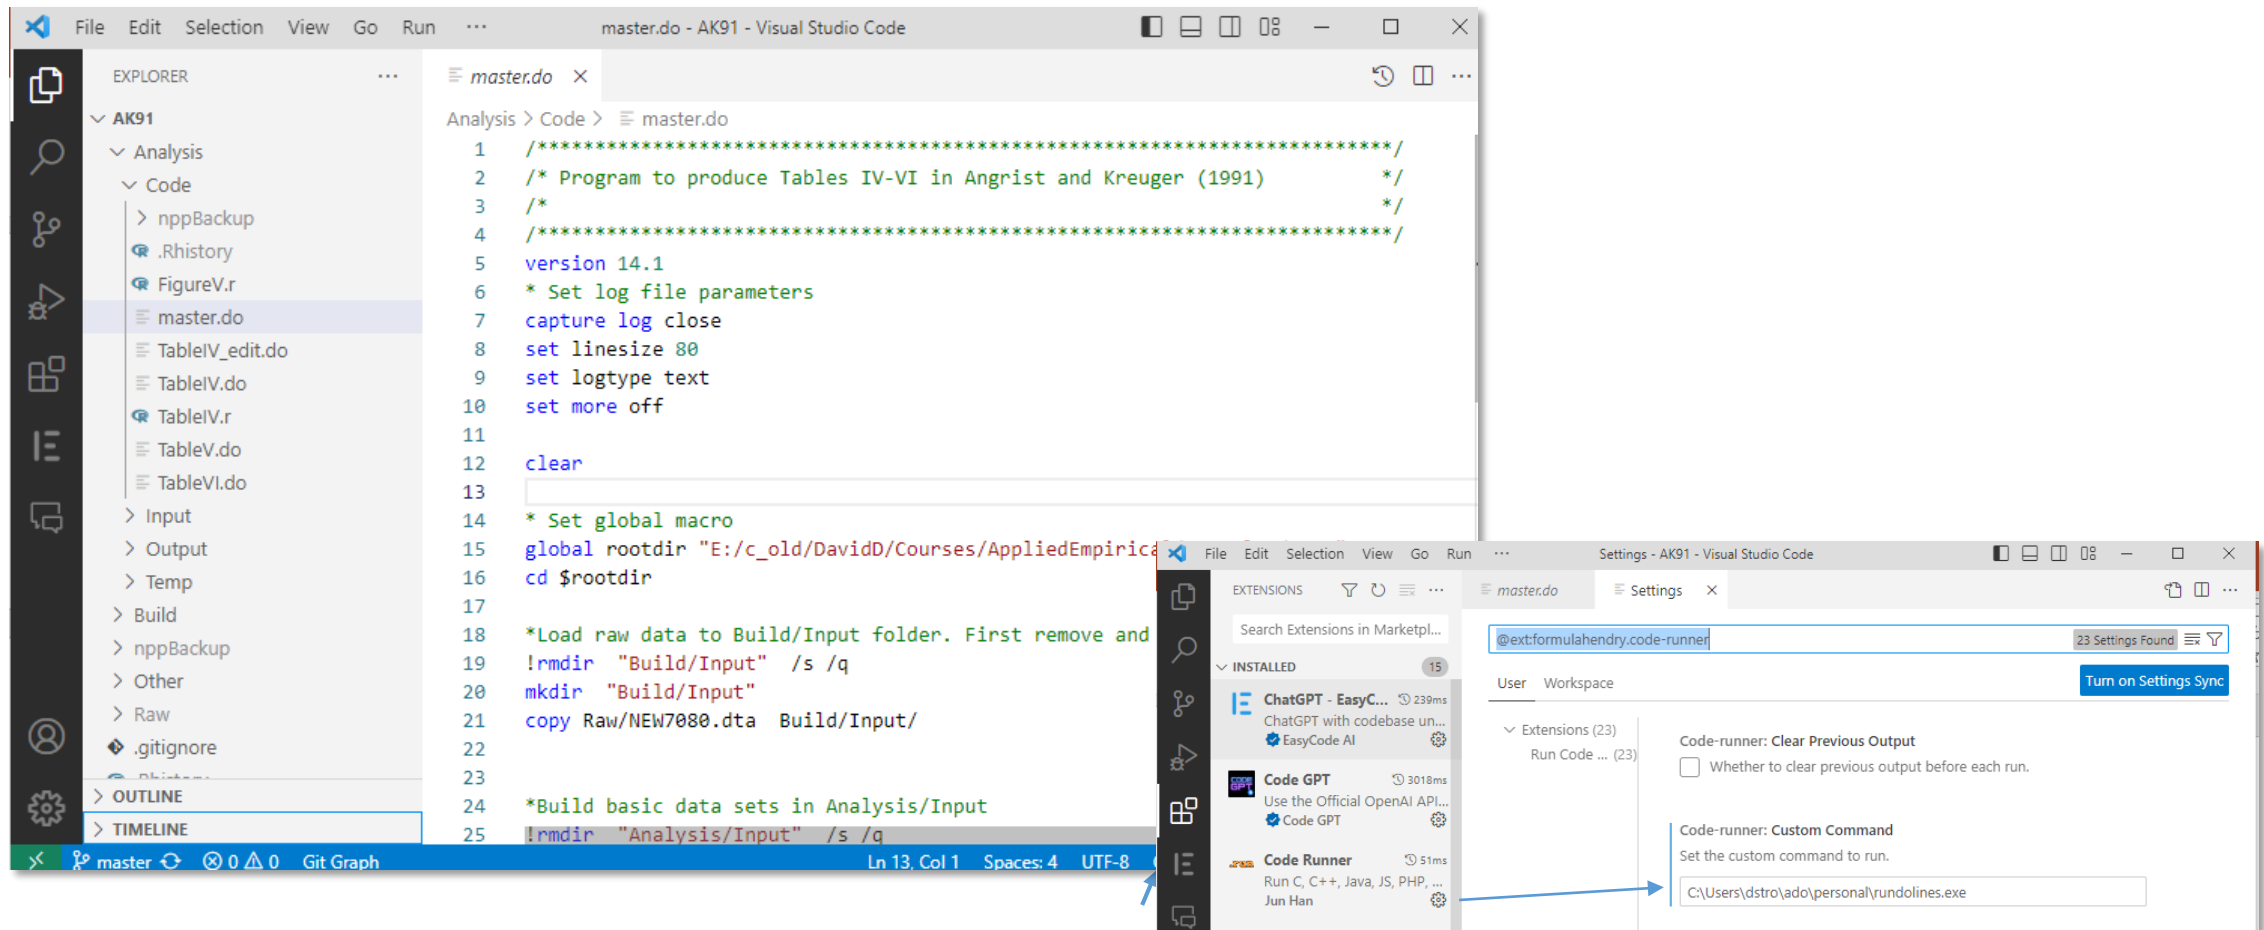 File Edit Selection View Go Run ··· master.do - AK91 - Visual Studio Code
EXPLORER ···
AK91
Analysis
Code
nppBackup
.Rhistory
FigureV.r
master.do
TableIV_edit.do
TableIV.do
TableIV.r
TableV.do
TableVI.do
Input
Output
Temp
Build
nppBackup
Other
Raw
.gitignore
.Rhistory
OUTLINE
TIMELINE
master.do
Analysis > Code > master.do
1 /**************************************************************************/
2 /* Program to produce Tables IV-VI in Angrist and Kreuger (1991) */
3 /* */
4 /**************************************************************************/
5 version 14.1
6 * Set log file parameters
7 capture log close
8 set linesize 80
9 set logtype text
10 set more off
11
12 clear
13
14 * Set global macro
15 global rootdir "E:/c_old/DavidD/Courses/AppliedEmpirica
16 cd $rootdir
17
18 *Load raw data to Build/Input folder. First remove and
19 !rmdir "Build/Input" /s /q
20 mkdir "Build/Input"
21 copy Raw/NEW7080.dta Build/Input/
22
23
24 *Build basic data sets in Analysis/Input
25 !rmdir "Analysis/Input" /s /q
master 0 0 Git Graph Ln 13, Col 1 Spaces: 4 UTF-8
File Edit Selection View Go Run ··· Settings - AK91 - Visual Studio Code
EXTENSIONS ···
Search Extensions in Marketpl...
INSTALLED 15
ChatGPT - EasyC... 239ms
ChatGPT with codebase un...
EasyCode AI
Code GPT 3018ms
Use the Official OpenAI API...
Code GPT
Code Runner 51ms
Run C, C++, Java, JS, PHP, ...
Jun Han
master.do Settings
@ext:formulahendry.code-runner 23 Settings Found
User Workspace Turn on Settings Sync
Extensions (23)
Run Code ... (23)
Code-runner: Clear Previous Output
Whether to clear previous output before each run.
Code-runner: Custom Command
Set the custom command to run.
C:\Users\dstro\ado\personal\rundolines.exe